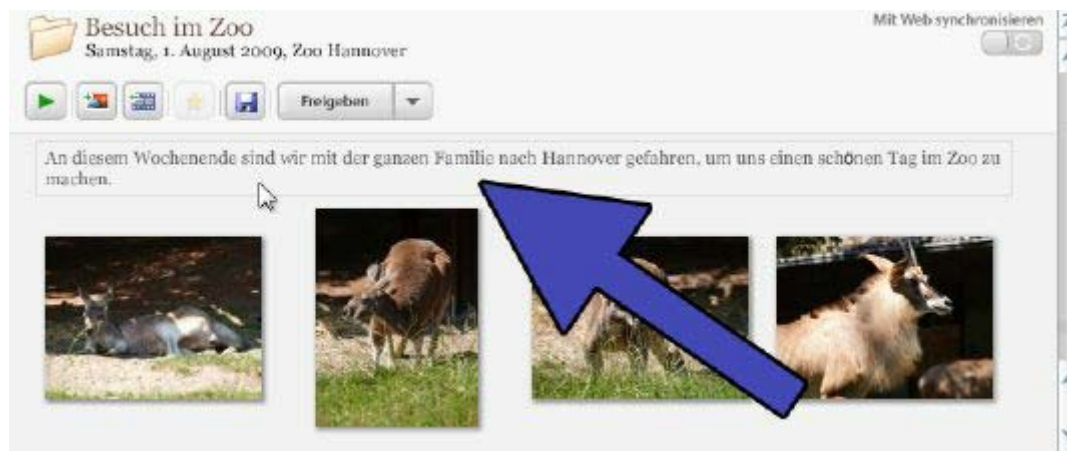 Besuch im Zoo
Samstag, 1. August 2009, Zoo Hannover
Mit Web synchronisieren
Freigeben
An diesem Wochenende sind wir mit der ganzen Familie nach Hannover gefahren, um uns einen schönen Tag im Zoo zu
machen.